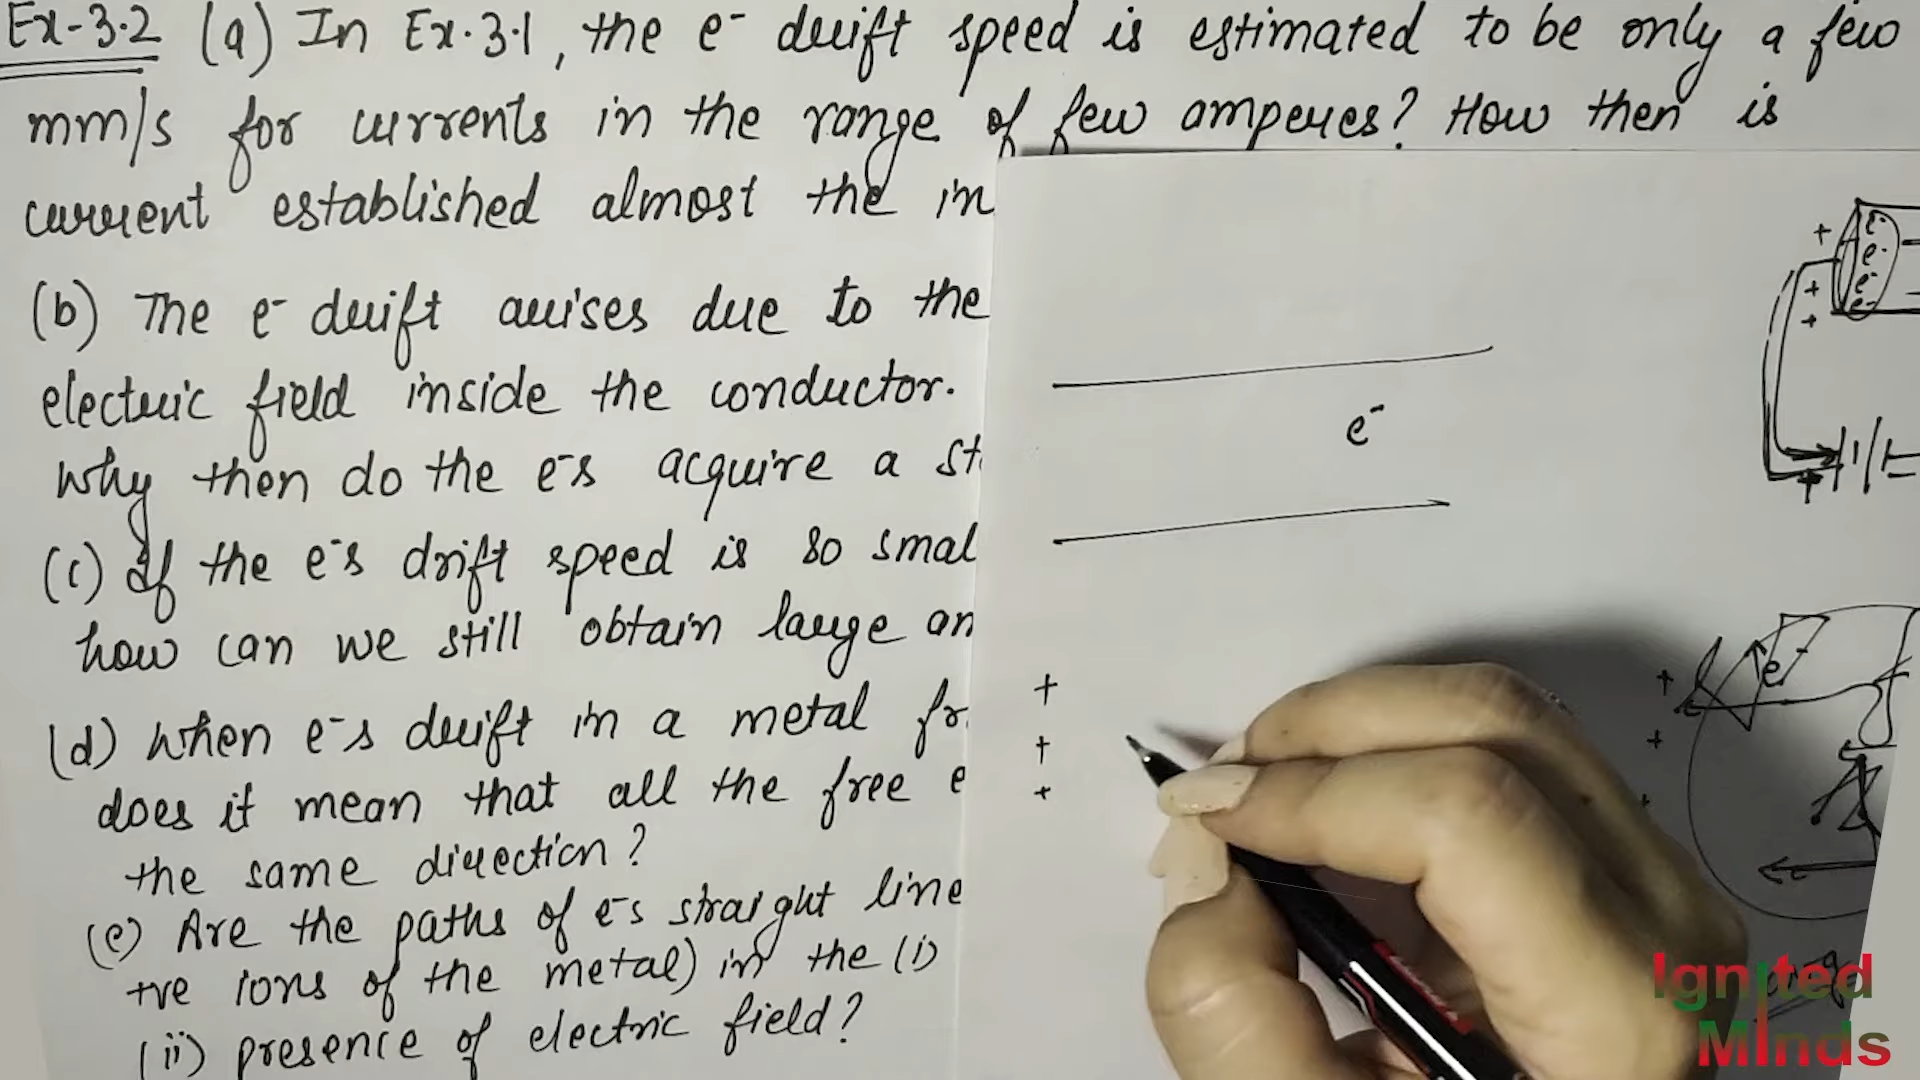 Ex-3.2 (a) In Ex.3.1, the e⁻ drift speed is estimated to be only a few
mm/s for currents in the range of few amperes? How then is
current established almost the in
(b) The e⁻ drift arises due to the
electric field inside the conductor.
why then do the e⁻s acquire a st
(c) If the e⁻s drift speed is so smal
how can we still obtain large am
(d) when e⁻s drift in a metal fr
does it mean that all the free e
the same direction?
(e) Are the paths of e⁻s straight line
+ve ions of the metal) in the (i)
(ii) presence of electric field?
e⁻
+
+
+
+
e⁻
e⁻
e⁻
e⁻
+
+
+
+
e⁻
+
+
Ignited
Minds